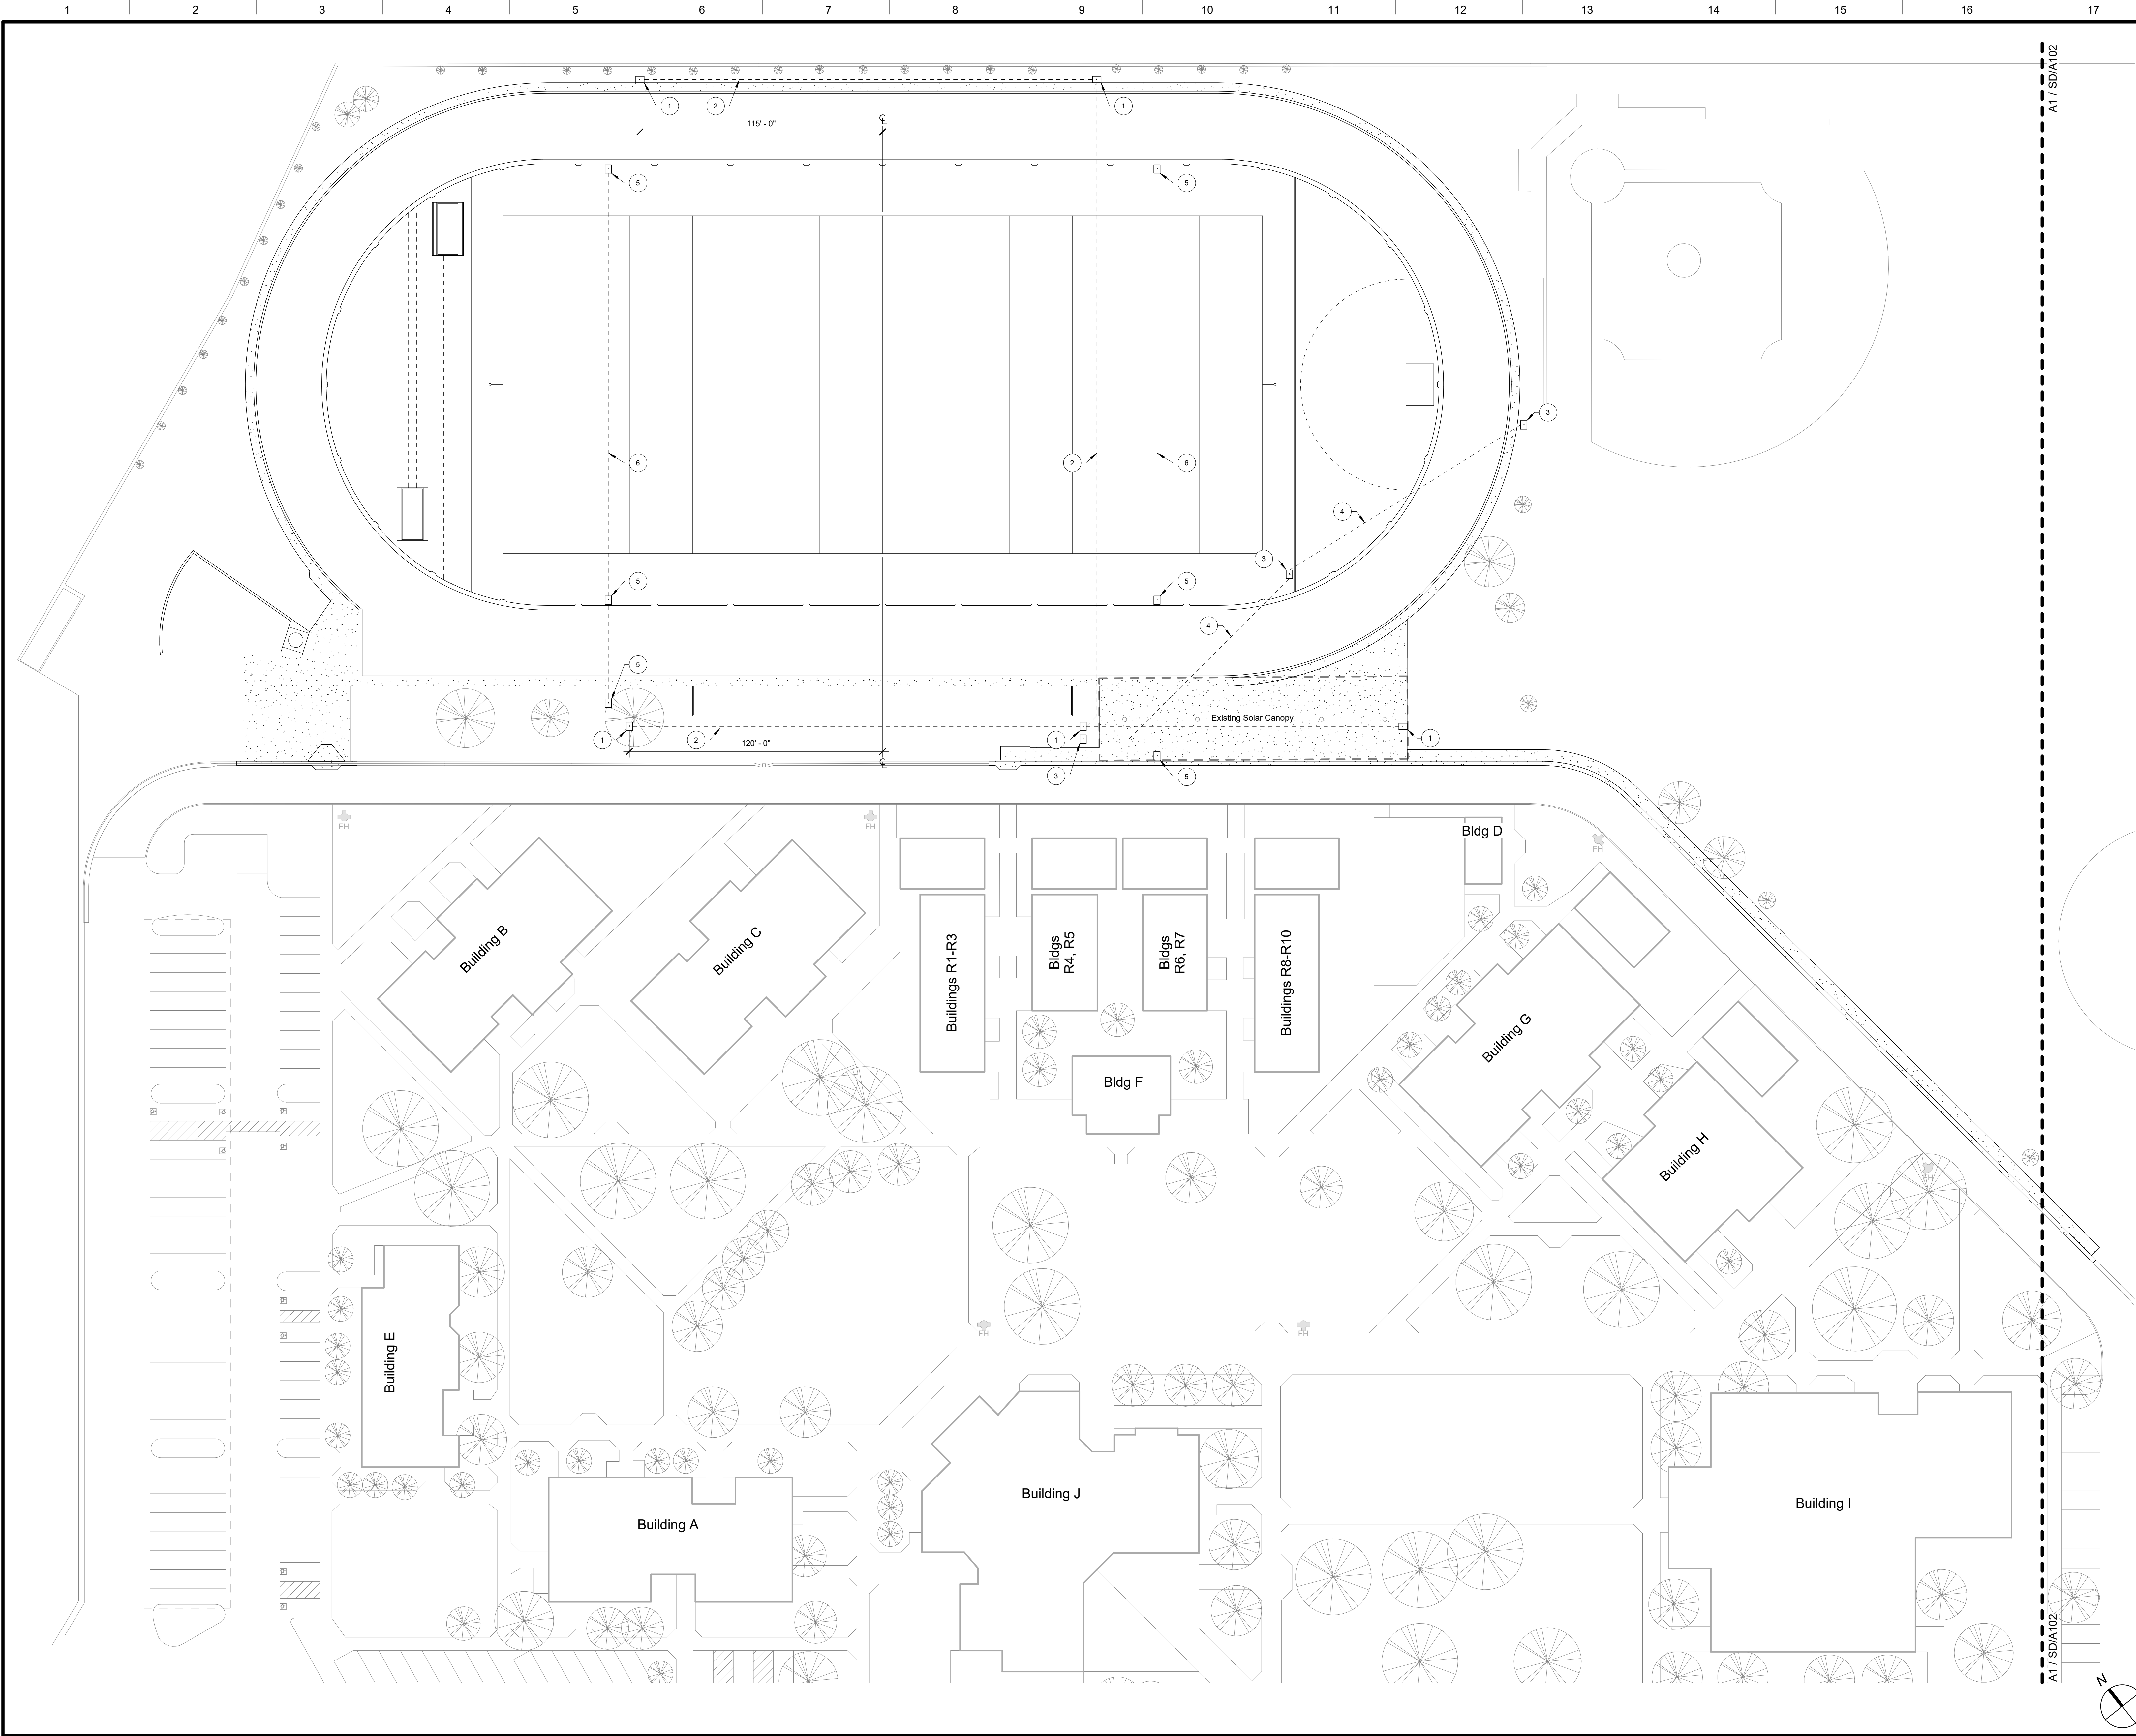 1 2 3 4 5 6 7 8 9 10 11 12 13 14 15 16 17
A1 / SD/A102
1
2
1
115' - 0"
℄
5
5
3
6
2
6
4
3
5
5
4
5
Existing Solar Canopy
1
2
120' - 0"
1
1
℄
3
5
FH
FH
Bldg D
FH
Building B
Building C
Buildings R1-R3
Bldgs
R4, R5
Bldgs
R6, R7
Buildings R8-R10
Building G
Bldg F
Building H
FH
FH
FH
Building E
Building J
Building I
Building A
A1 / SD/A102
N